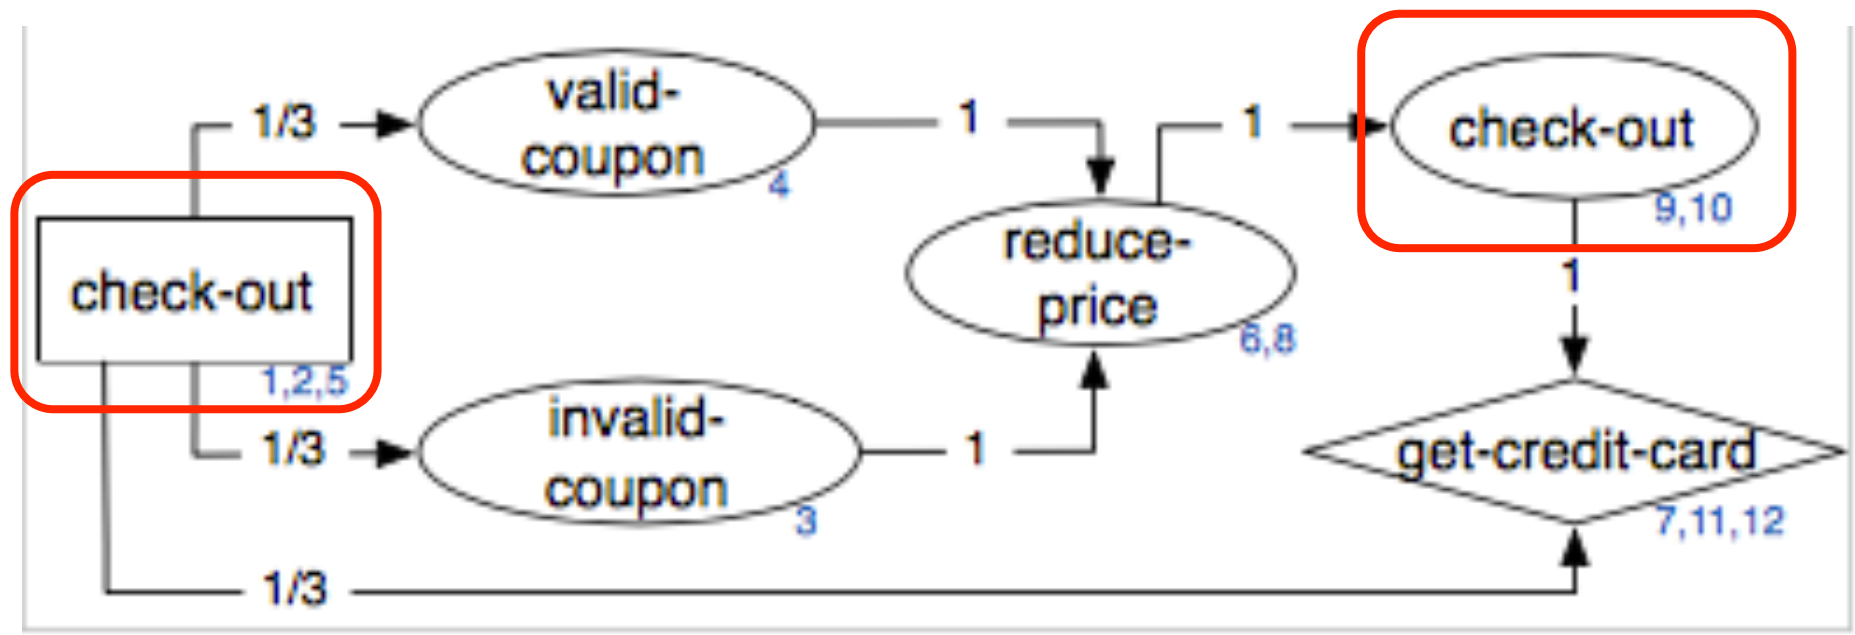 1/3
valid-
coupon
4
1
1
check-out
9,10
check-out
1,2,5
reduce-
price
6,8
1
1/3
invalid-
coupon
3
1
get-credit-card
7,11,12
1/3